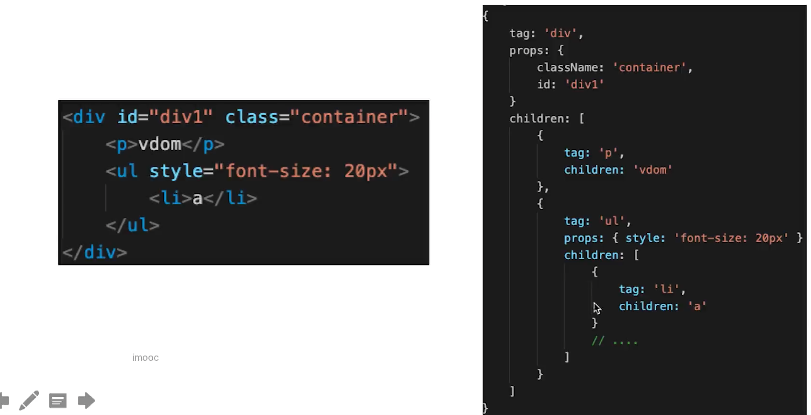 <div id="div1" class="container">
<p>vdom</p>
<ul style="font-size: 20px">
<li>a</li>
</ul>
</div>
imooc
{
tag: 'div',
props: {
className: 'container',
id: 'div1'
}
children: [
{
tag: 'p',
children: 'vdom'
},
{
tag: 'ul',
props: { style: 'font-size: 20px' }
children: [
{
tag: 'li',
children: 'a'
}
// ....
]
}
]
}